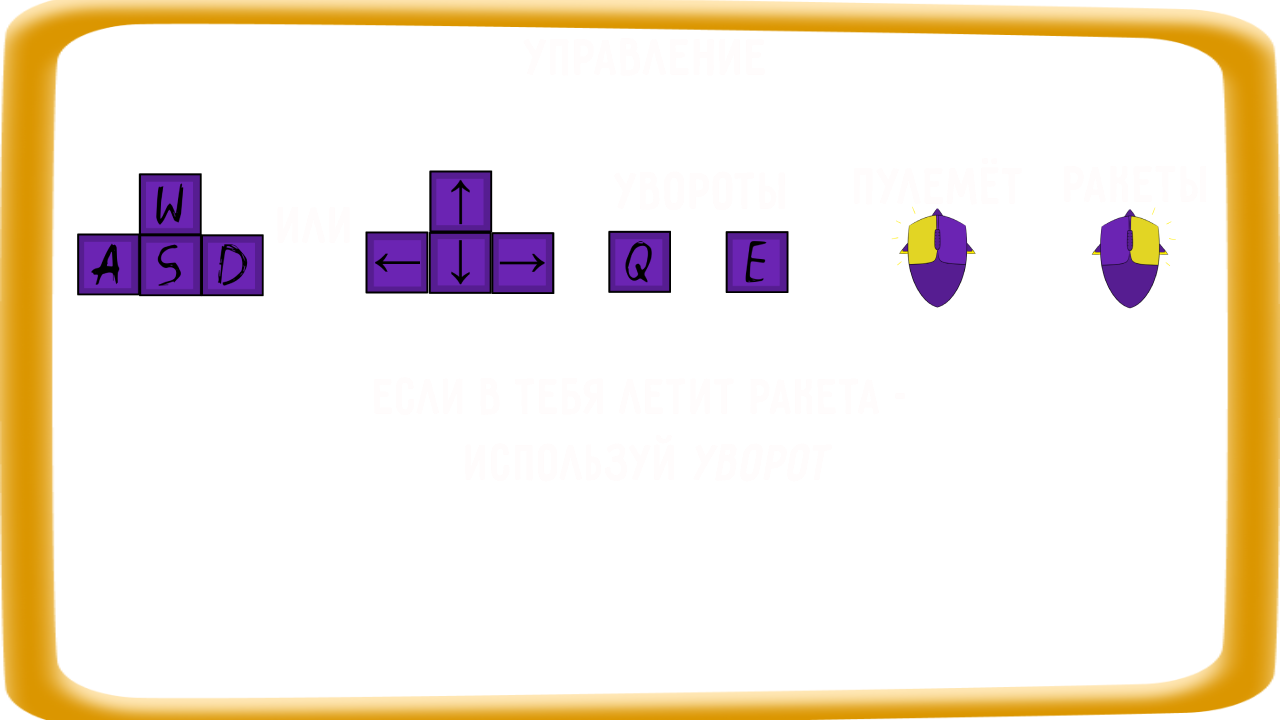 УПРАВЛЕНИЕ
УВОРОТЫ ПУЛЕМЁТ РАКЕТЫ
W ИЛИ ↑
A S D ← ↓ → Q E
ЕСЛИ В ТЕБЯ ЛЕТИТ РАКЕТА -
ИСПОЛЬЗУЙ УВОРОТ